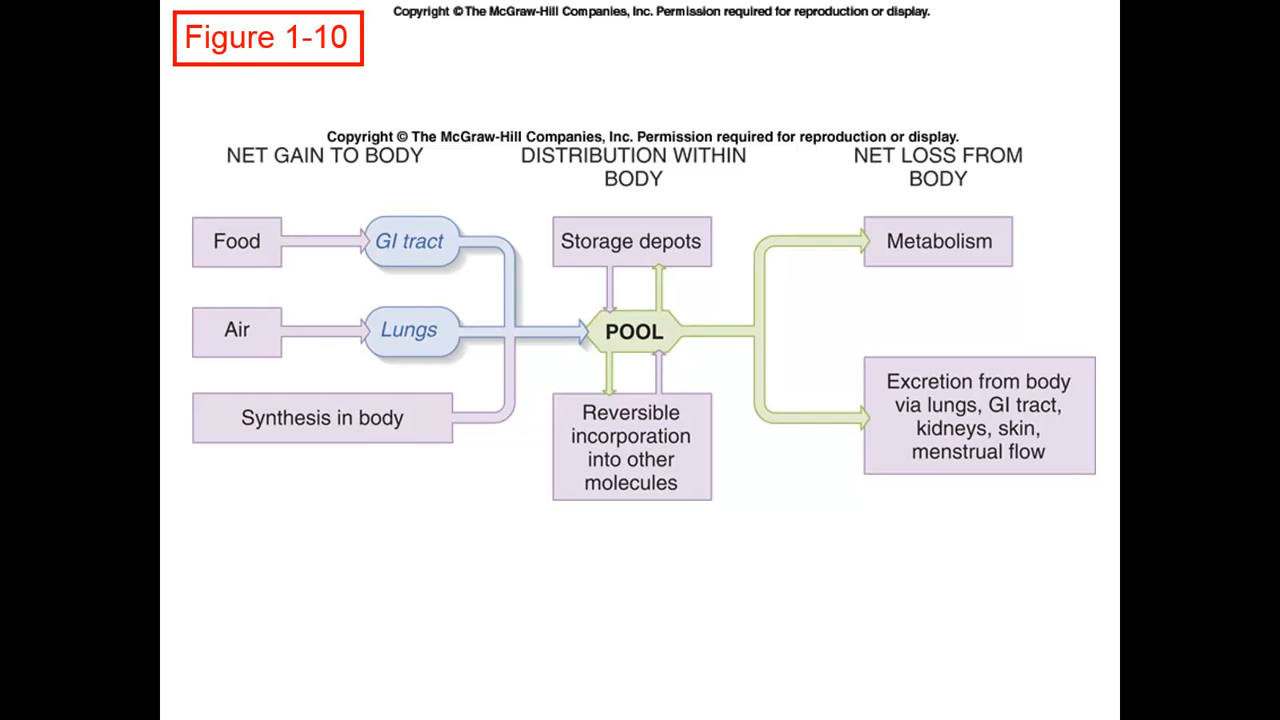 Copyright © The McGraw-Hill Companies, Inc. Permission required for reproduction or display.
Figure 1-10
Copyright © The McGraw-Hill Companies, Inc. Permission required for reproduction or display.
NET GAIN TO BODY
DISTRIBUTION WITHIN
BODY
NET LOSS FROM
BODY
Food
GI tract
Storage depots
Metabolism
Air
Lungs
POOL
Synthesis in body
Reversible
incorporation
into other
molecules
Excretion from body
via lungs, GI tract,
kidneys, skin,
menstrual flow